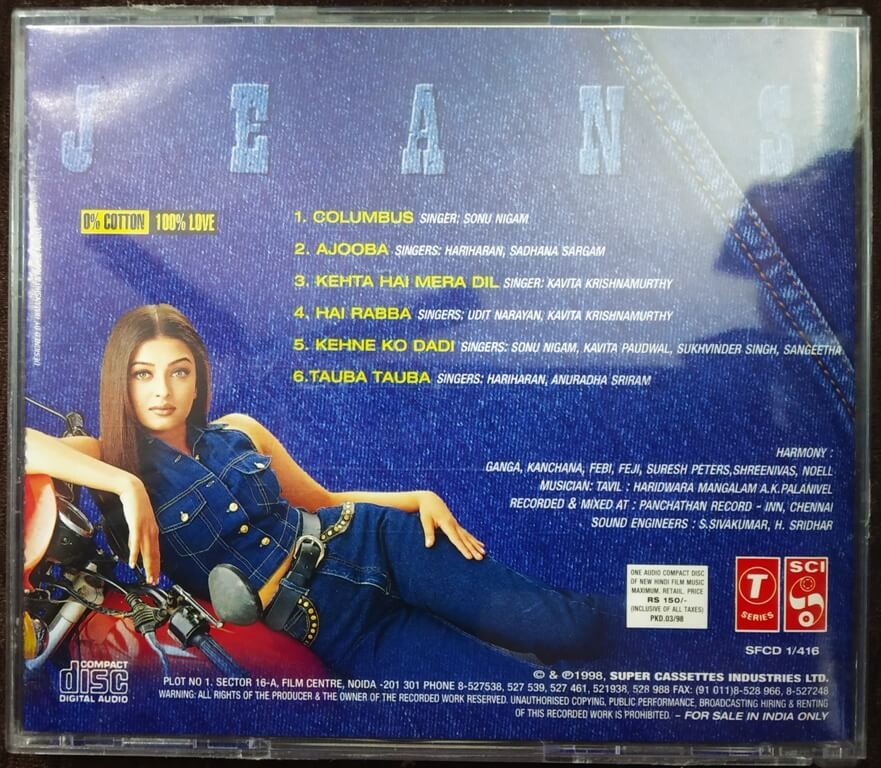 JEANS
0% COTTON 100% LOVE
1. COLUMBUS SINGER: SONU NIGAM
2. AJOOBA SINGERS: HARIHARAN, SADHANA SARGAM
3. KEHTA HAI MERA DIL SINGER: KAVITA KRISHNAMURTHY
4. HAI RABBA SINGERS: UDIT NARAYAN, KAVITA KRISHNAMURTHY
5. KEHNE KO DADI SINGERS: SONU NIGAM, KAVITA PAUDWAL, SUKHVINDER SINGH, SANGEETHA
6.TAUBA TAUBA SINGERS: HARIHARAN, ANURADHA SRIRAM
HARMONY :
GANGA, KANCHANA, FEBI, FEJI, SURESH PETERS,SHREENIVAS, NOELL
MUSICIAN: TAVIL : HARIDWARA MANGALAM A.K.PALANIVEL
RECORDED & MIXED AT : PANCHATHAN RECORD - INN, CHENNAI
SOUND ENGINEERS : S.SIVAKUMAR, H. SRIDHAR
ONE AUDIO COMPACT DISC
OF NEW HINDI FILM MUSIC
MAXIMUM. RETAIL. PRICE
RS 150/-
(INCLUSIVE OF ALL TAXES)
PKD.03/98
T
SERIES
SCI
SFCD 1/416
COMPACT
disc
DIGITAL AUDIO
© & ℗1998, SUPER CASSETTES INDUSTRIES LTD.
PLOT NO 1. SECTOR 16-A, FILM CENTRE, NOIDA -201 301 PHONE 8-527538, 527 539, 527 461, 521938, 528 988 FAX: (91 011)8-528 966, 8-527248
WARNING: ALL RIGHTS OF THE PRODUCER & THE OWNER OF THE RECORDED WORK RESERVED. UNAUTHORISED COPYING, PUBLIC PERFORMANCE, BROADCASTING HIRING & RENTING
OF THIS RECORDED WORK IS PROHIBITED. - FOR SALE IN INDIA ONLY
DESIGNED BY